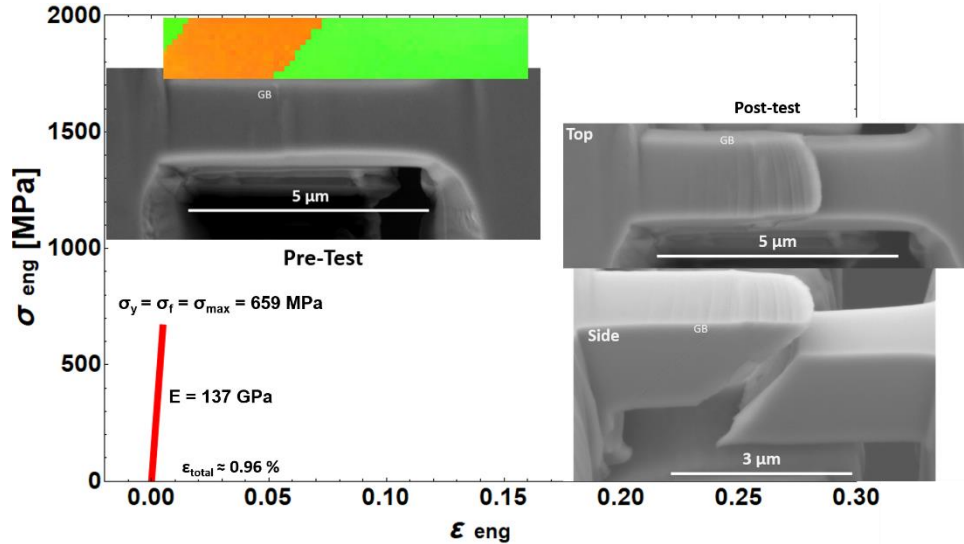 2000
1500
1000
500
0
σ eng [MPa]
GB
5 µm
Pre-Test
σy = σf = σmax = 659 MPa
E = 137 GPa
εtotal ≈ 0.96 %
Post-test
Top
GB
5 µm
Side
GB
3 µm
0.00 0.05 0.10 0.15 0.20 0.25 0.30
ε eng